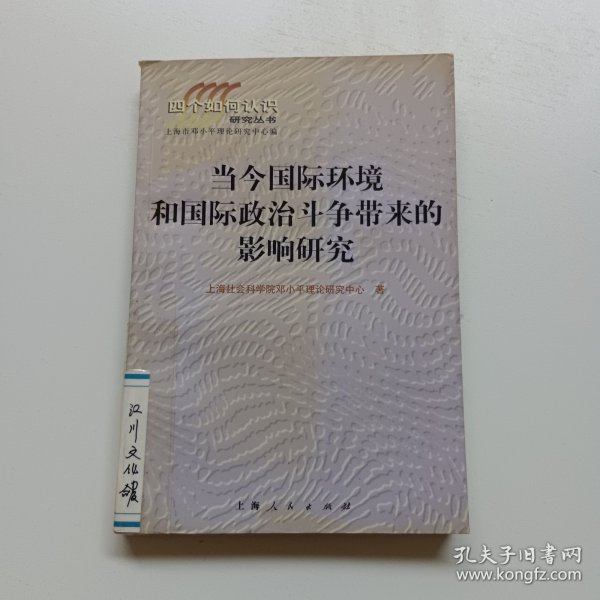 四个如何认识
研究丛书
上海市邓小平理论研究中心编
当今国际环境
和国际政治斗争带来的
影响研究
上海社会科学院邓小平理论研究中心 著
江川文化馆
上海人民出版社
孔夫子旧书网
www.kongfz.com